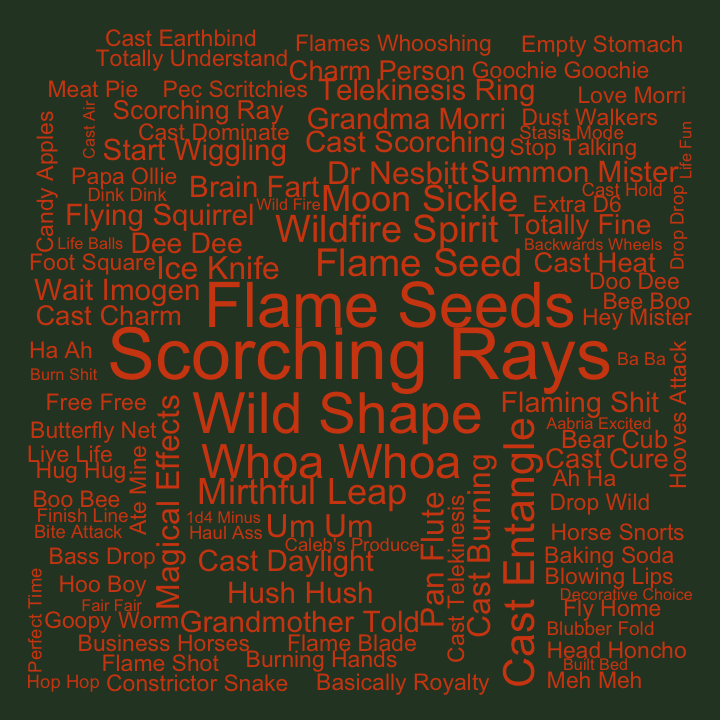 Cast Earthbind
Flames Whooshing
Empty Stomach
Totally Understand
Charm Person
Goochie Goochie
Meat Pie
Pec Scritchies
Telekinesis Ring
Love Morri
Candy Apples
Cast Air
Scorching Ray
Grandma Morri
Dust Walkers
Life Fun
Cast Dominate
Cast Scorching
Stasis Mode
Start Wiggling
Stop Talking
Papa Ollie
Brain Fart
Dr Nesbitt
Summon Mister
Dink Dink
Wild Fire
Moon Sickle
Cast Hold
Extra D6
Drop Drop
Flying Squirrel
Wildfire Spirit
Totally Fine
Life Balls
Dee Dee
Backwards Wheels
Foot Square
Ice Knife
Flame Seed
Cast Heat
Wait Imogen
Doo Dee
Flame Seeds
Bee Boo
Cast Charm
Hey Mister
Ha Ah
Scorching Rays
Ba Ba
Hooves Attack
Burn Shit
Free Free
Magical Effects
Wild Shape
Flaming Shit
Butterfly Net
Aabria Excited
Bear Cub
Live Life
Ate Mine
Whoa Whoa
Cast Burning
Cast Entangle
Cast Cure
Hug Hug
Ah Ha
Boo Bee
Mirthful Leap
Pan Flute
Cast Telekinesis
Drop Wild
Finish Line
1d4 Minus
Um Um
Bite Attack
Haul Ass
Horse Snorts
Caleb's Produce
Bass Drop
Cast Daylight
Baking Soda
Hoo Boy
Blowing Lips
Perfect Time
Hush Hush
Decorative Choice
Fair Fair
Fly Home
Goopy Worm
Grandmother Told
Blubber Fold
Business Horses
Flame Blade
Head Honcho
Flame Shot
Burning Hands
Built Bed
Hop Hop
Constrictor Snake
Basically Royalty
Meh Meh